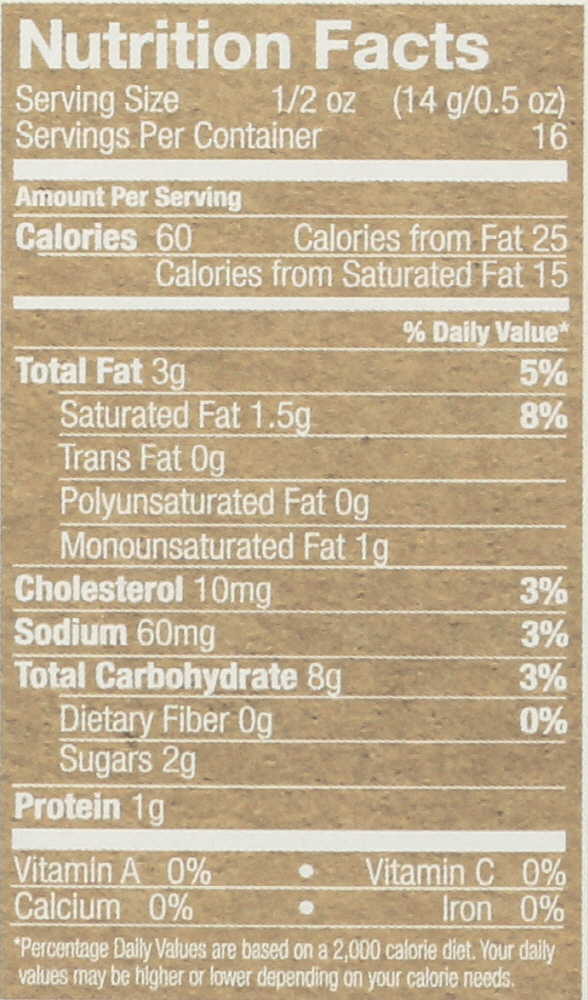 Nutrition Facts
Serving Size 1/2 oz (14 g/0.5 oz)
Servings Per Container 16
Amount Per Serving
Calories 60 Calories from Fat 25
Calories from Saturated Fat 15
% Daily Value*
Total Fat 3g 5%
Saturated Fat 1.5g 8%
Trans Fat 0g
Polyunsaturated Fat 0g
Monounsaturated Fat 1g
Cholesterol 10mg 3%
Sodium 60mg 3%
Total Carbohydrate 8g 3%
Dietary Fiber 0g 0%
Sugars 2g
Protein 1g
Vitamin A 0% • Vitamin C 0%
Calcium 0% • Iron 0%
*Percentage Daily Values are based on a 2,000 calorie diet. Your daily
values may be higher or lower depending on your calorie needs.